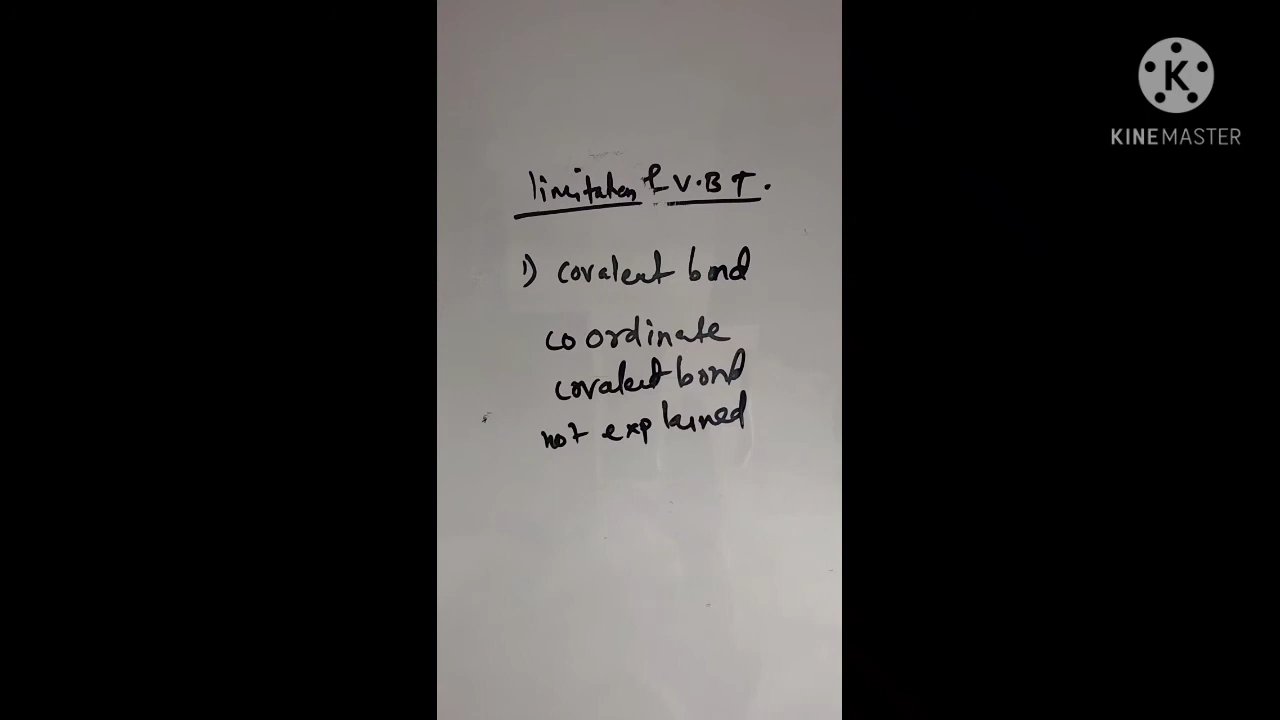 limitation of V.B T.
1) covalent bond
coordinate
covalent bond
not explained
K
KINEMASTER